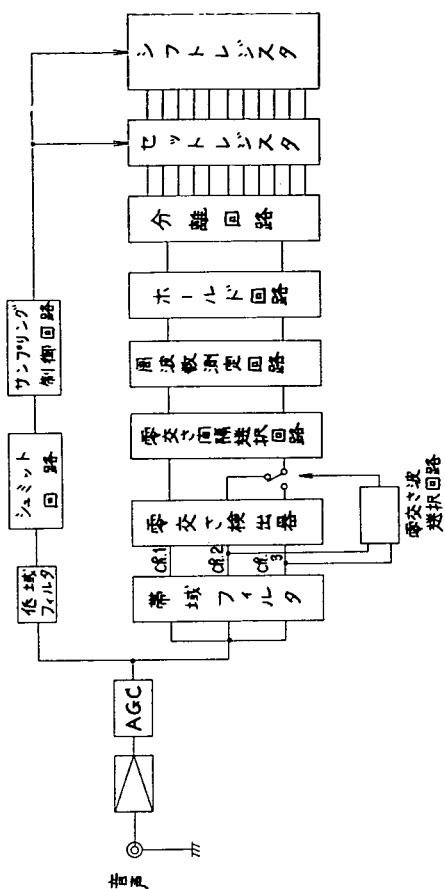 音声
AGC
低域
フィルタ
シュミット
回路
サンプリング
制御回路
帯域フィルタ
Ch.1
Ch.2
Ch.3
零交さ検出器
零交さ波
選択回路
零交さ間隔選択回路
周波数測定回路
ホールド回路
分離回路
セットレジスタ
シフトレジスタ